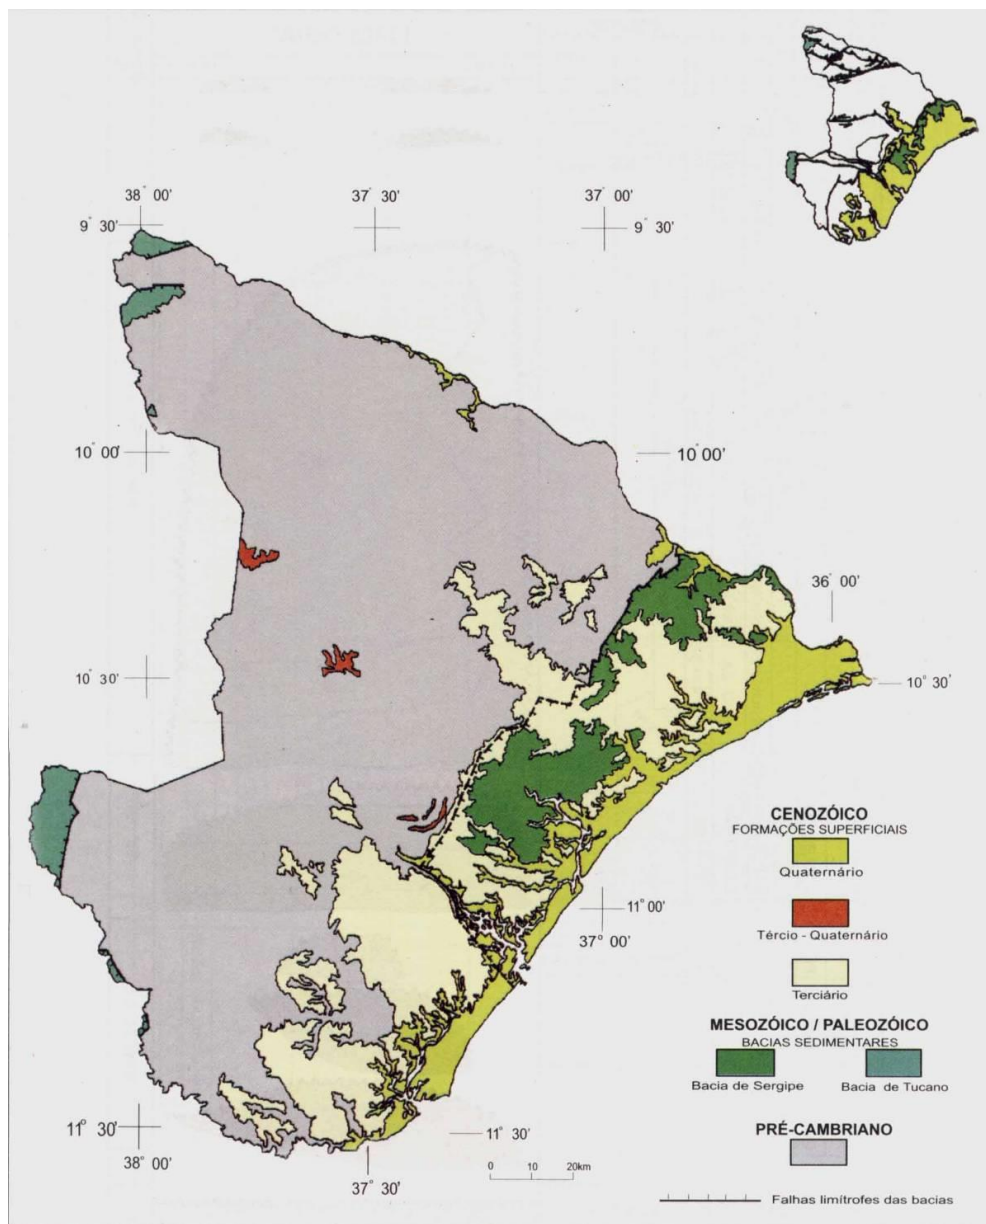 37° 30'
38° 00'
37° 00'
9° 30'
9° 30'
10° 00'
10° 00'
36° 00'
10° 30'
10° 30'
CENOZÓICO
FORMAÇÕES SUPERFICIAIS
Quaternário
11° 00'
37° 00'
Tércio - Quaternário
Terciário
MESOZÓICO / PALEOZÓICO
BACIAS SEDIMENTARES
Bacia de Sergipe
Bacia de Tucano
11° 30'
11° 30'
PRÉ-CAMBRIANO
38° 00'
37° 30'
0 10 20km
Falhas limítrofes das bacias